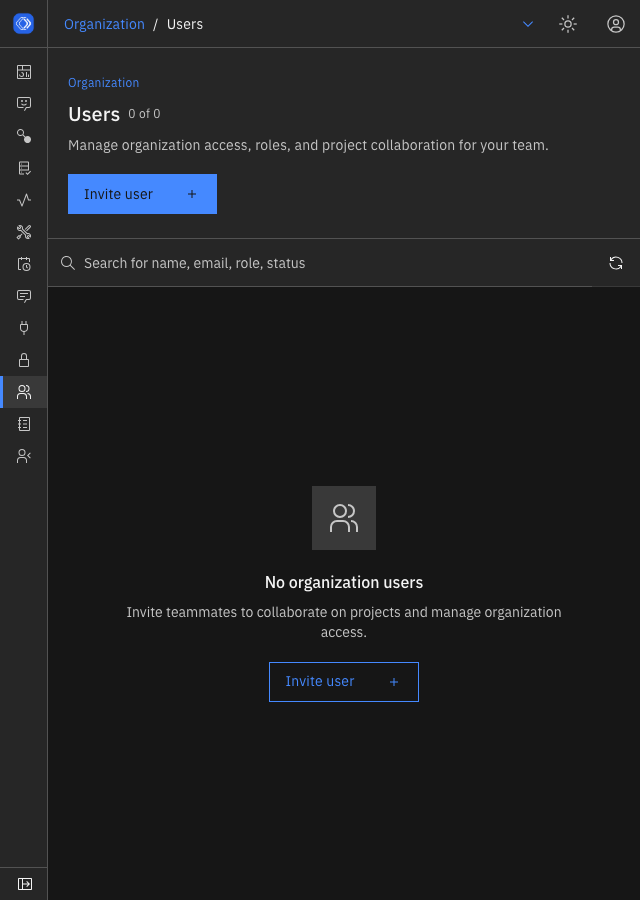 Organization / Users
Organization
Users 0 of 0
Manage organization access, roles, and project collaboration for your team.
Invite user +
Search for name, email, role, status
No organization users
Invite teammates to collaborate on projects and manage organization
access.
Invite user +